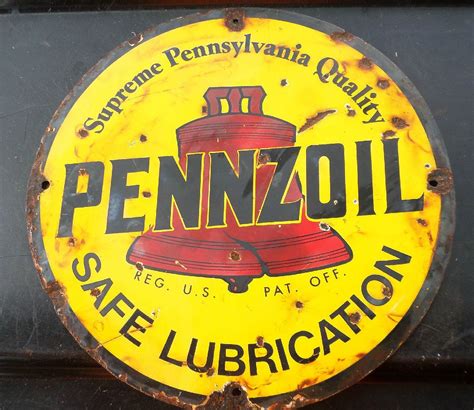 Supreme Pennsylvania Quality
PENNZOIL
REG. U.S. PAT. OFF.
SAFE LUBRICATION